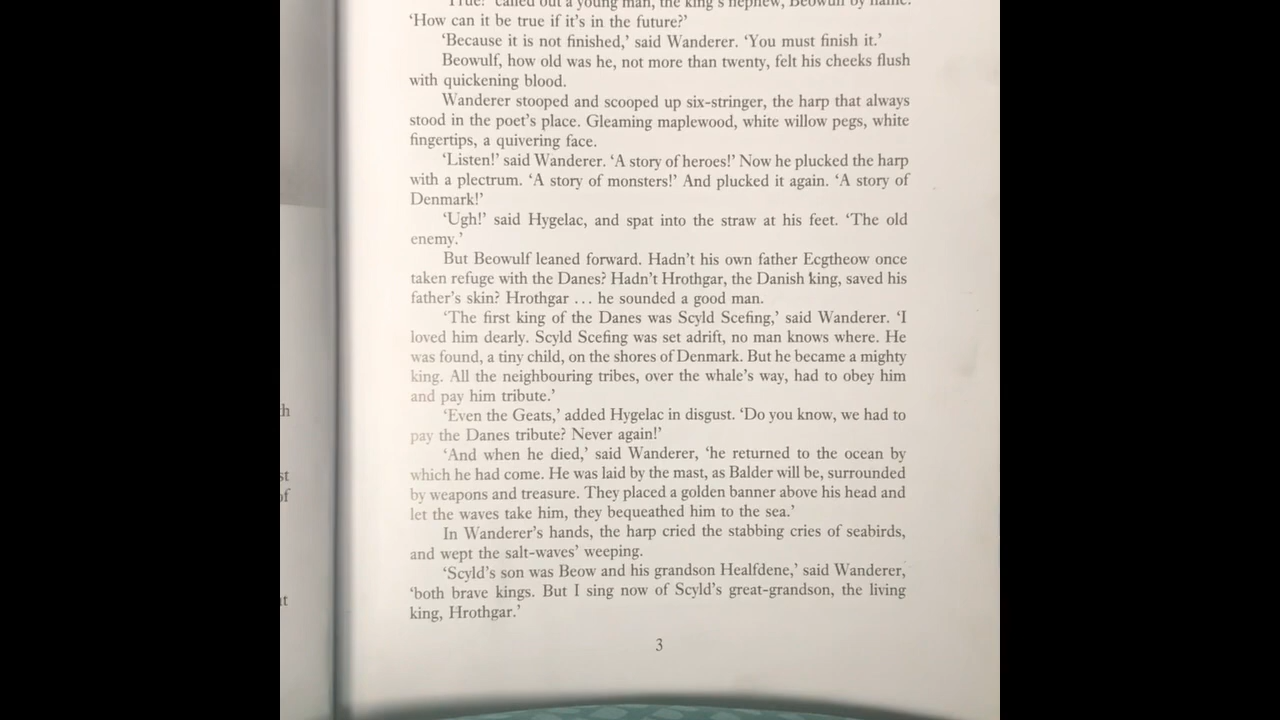 'True!' called out a young man, the king's nephew, Beowulf by name.
'How can it be true if it's in the future?'
'Because it is not finished,' said Wanderer. 'You must finish it.'
Beowulf, how old was he, not more than twenty, felt his cheeks flush
with quickening blood.
Wanderer stooped and scooped up six-stringer, the harp that always
stood in the poet's place. Gleaming maplewood, white willow pegs, white
fingertips, a quivering face.
'Listen!' said Wanderer. 'A story of heroes!' Now he plucked the harp
with a plectrum. 'A story of monsters!' And plucked it again. 'A story of
Denmark!'
'Ugh!' said Hygelac, and spat into the straw at his feet. 'The old
enemy.'
But Beowulf leaned forward. Hadn't his own father Ecgtheow once
taken refuge with the Danes? Hadn't Hrothgar, the Danish king, saved his
father's skin? Hrothgar ... he sounded a good man.
'The first king of the Danes was Scyld Scefing,' said Wanderer. 'I
loved him dearly. Scyld Scefing was set adrift, no man knows where. He
was found, a tiny child, on the shores of Denmark. But he became a mighty
king. All the neighbouring tribes, over the whale's way, had to obey him
and pay him tribute.'
'Even the Geats,' added Hygelac in disgust. 'Do you know, we had to
pay the Danes tribute? Never again!'
'And when he died,' said Wanderer, 'he returned to the ocean by
which he had come. He was laid by the mast, as Balder will be, surrounded
by weapons and treasure. They placed a golden banner above his head and
let the waves take him, they bequeathed him to the sea.'
In Wanderer's hands, the harp cried the stabbing cries of seabirds,
and wept the salt-waves' weeping.
'Scyld's son was Beow and his grandson Healfdene,' said Wanderer,
'both brave kings. But I sing now of Scyld's great-grandson, the living
king, Hrothgar.'
3